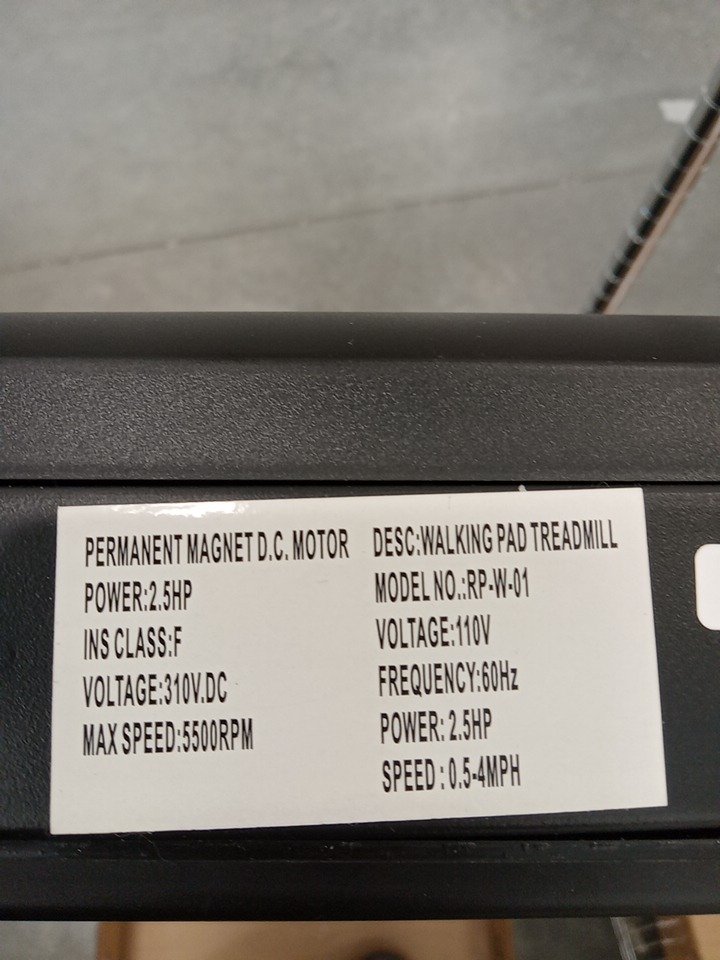 PERMANENT MAGNET D.C. MOTOR
POWER:2.5HP
INS CLASS:F
VOLTAGE:310V.DC
MAX SPEED:5500RPM
DESC:WALKING PAD TREADMILL
MODEL NO.:RP-W-01
VOLTAGE:110V
FREQUENCY:60Hz
POWER: 2.5HP
SPEED : 0.5-4MPH